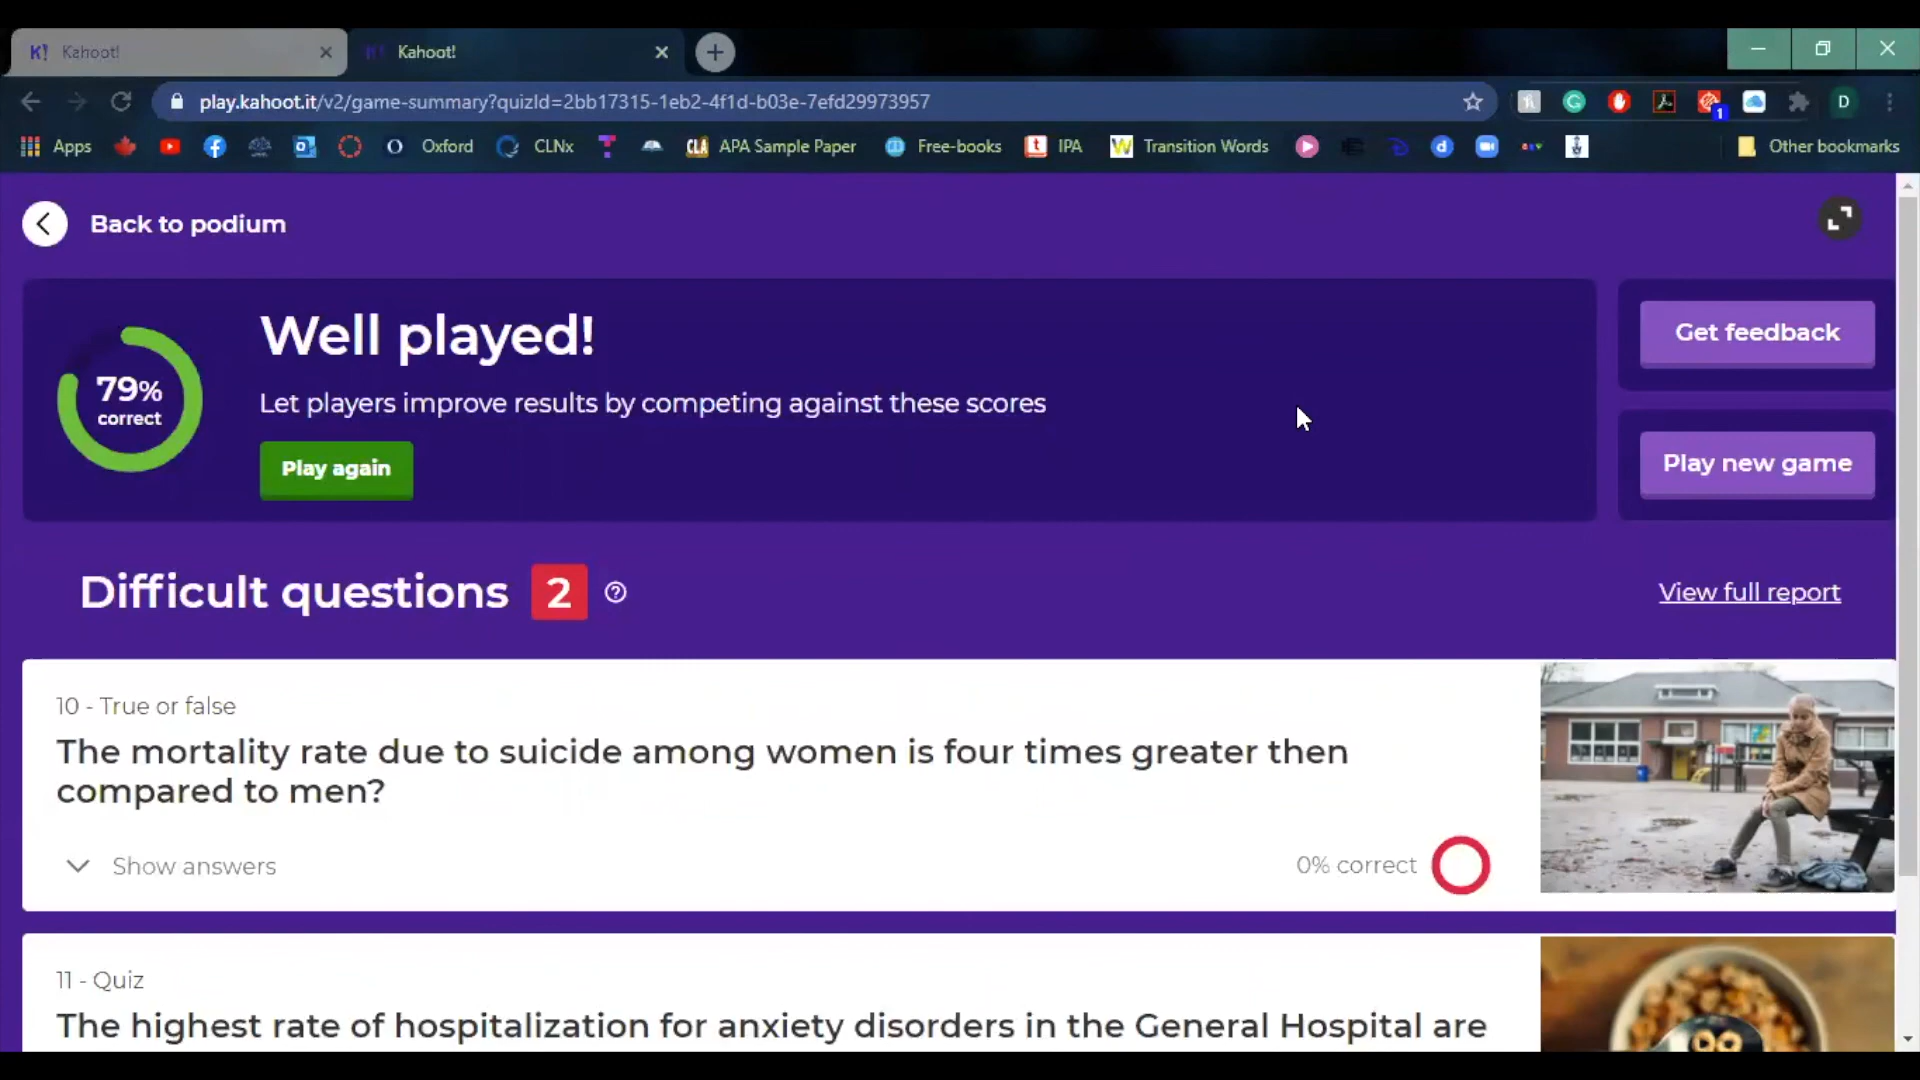 K! Kahoot!
Kahoot!
play.kahoot.it/v2/game-summary?quizId=2bb17315-1eb2-4f1d-b03e-7efd29973957
1
D
Apps
Oxford
CLNx
CLA APA Sample Paper
Free-books
t IPA
W Transition Words
d
Other bookmarks
Back to podium
79%
correct
Well played!
Let players improve results by competing against these scores
Play again
Get feedback
Play new game
Difficult questions 2 ?
View full report
10 - True or false
The mortality rate due to suicide among women is four times greater then
compared to men?
Show answers
0% correct
11 - Quiz
The highest rate of hospitalization for anxiety disorders in the General Hospital are